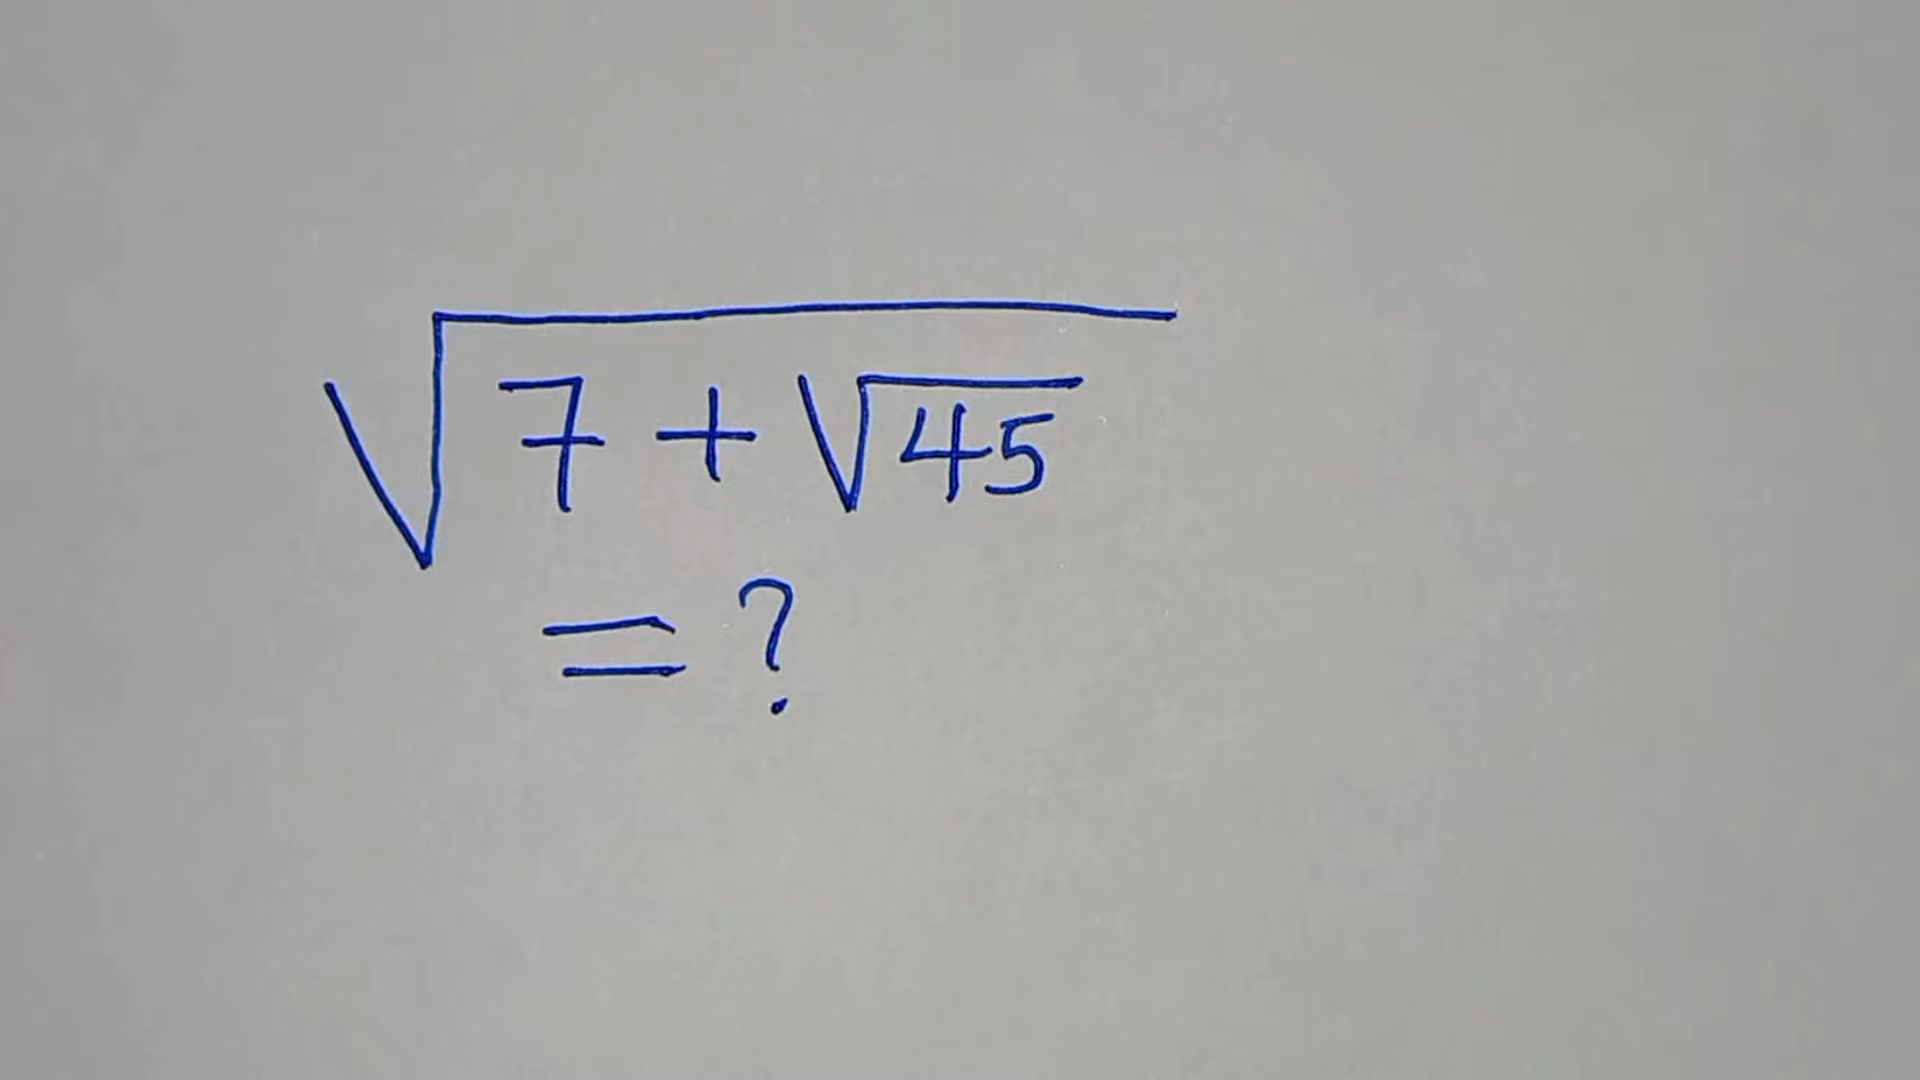 √(7 + √45)
= ?